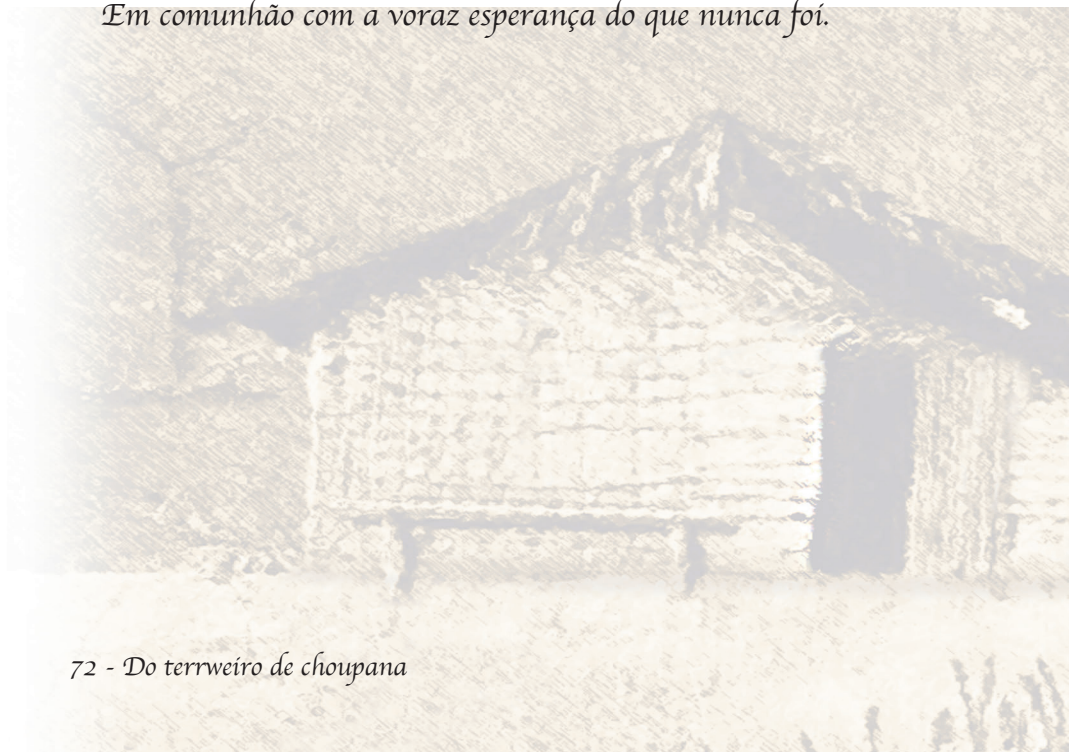 Em comunhão com a voraz esperança do que nunca foi.
72 - Do terrweiro de choupana